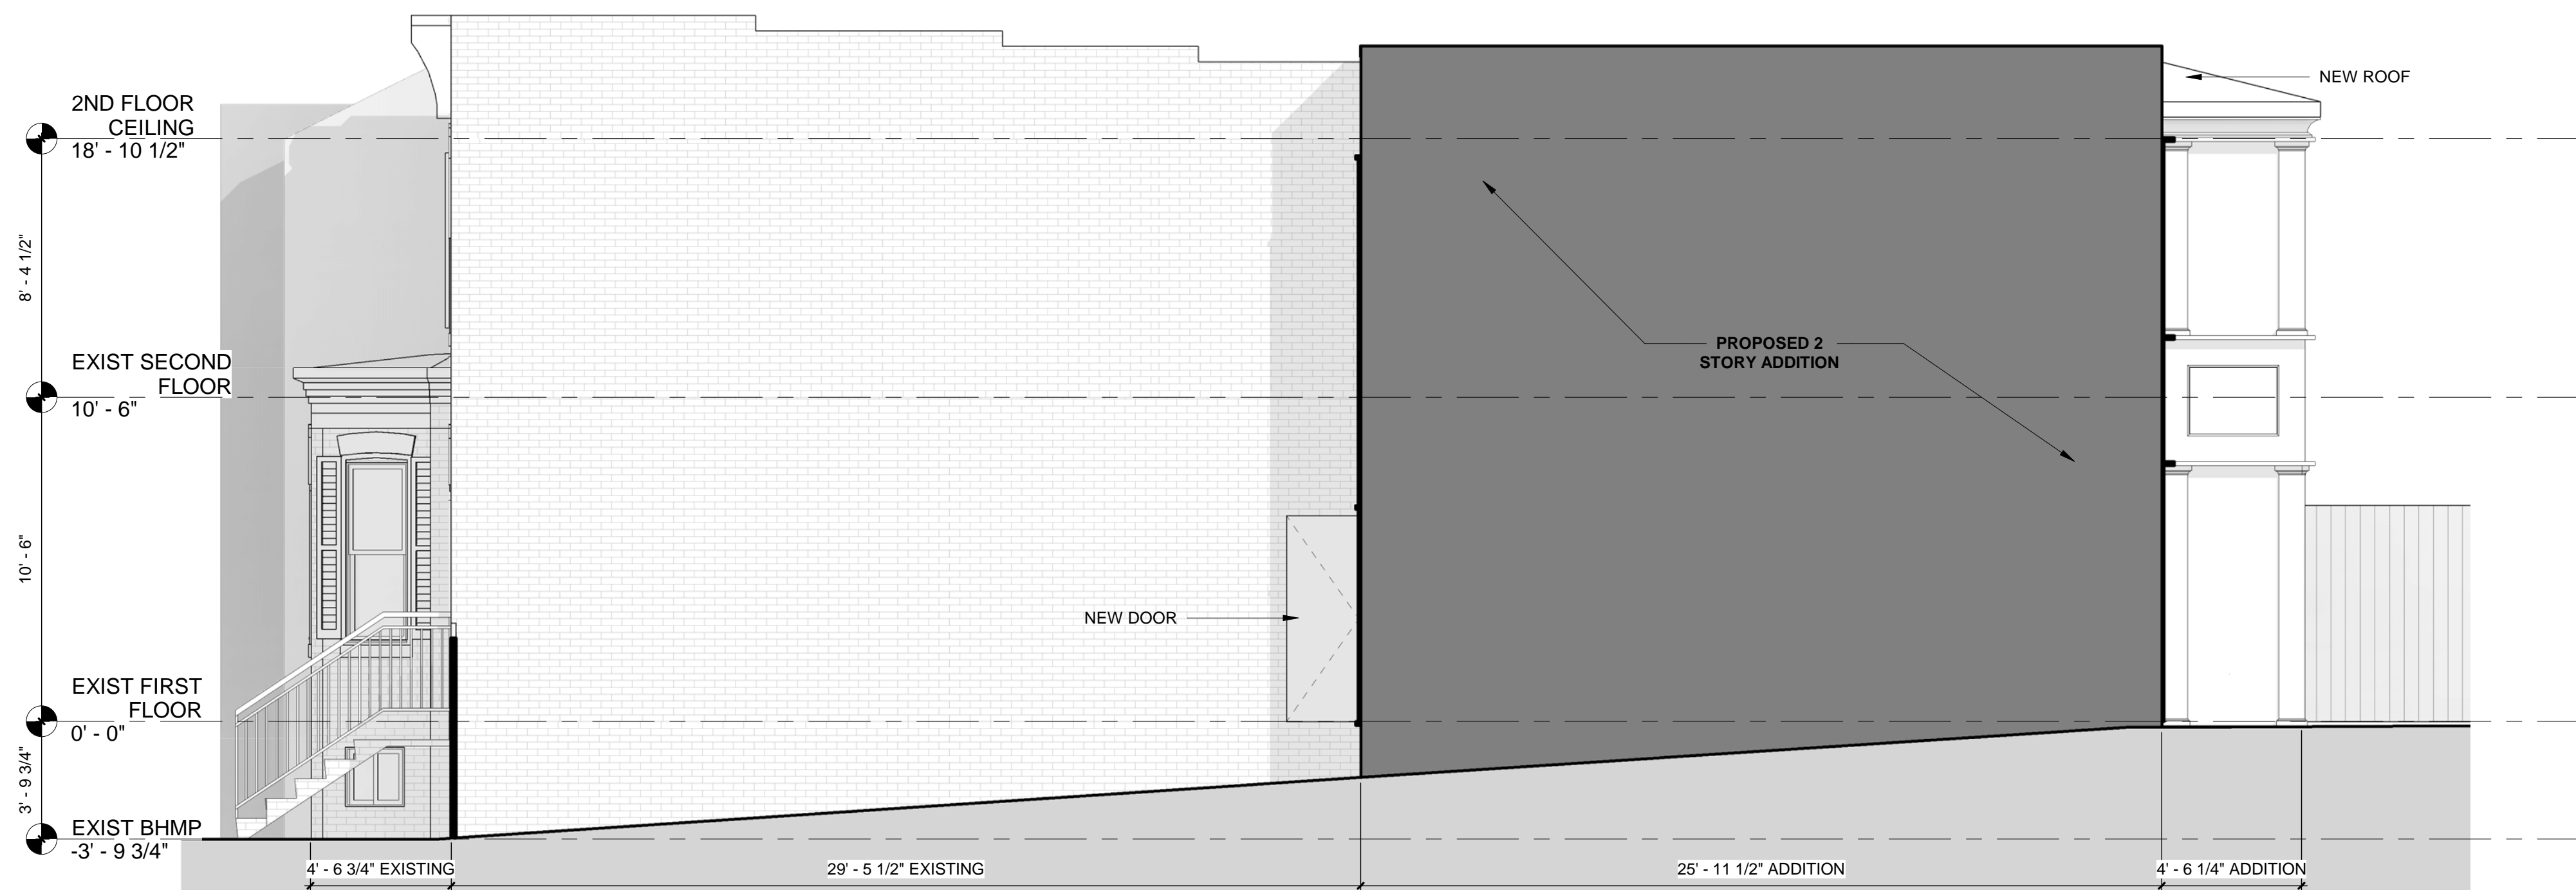 NEW ROOF
2ND FLOOR
CEILING
18' - 10 1/2"
8' - 4 1/2"
PROPOSED 2
STORY ADDITION
EXIST SECOND
FLOOR
10' - 6"
10' - 6"
NEW DOOR
EXIST FIRST
FLOOR
0' - 0"
3' - 9 3/4"
EXIST BHMP
-3' - 9 3/4"
4' - 6 3/4" EXISTING
29' - 5 1/2" EXISTING
25' - 11 1/2" ADDITION
4' - 6 1/4" ADDITION